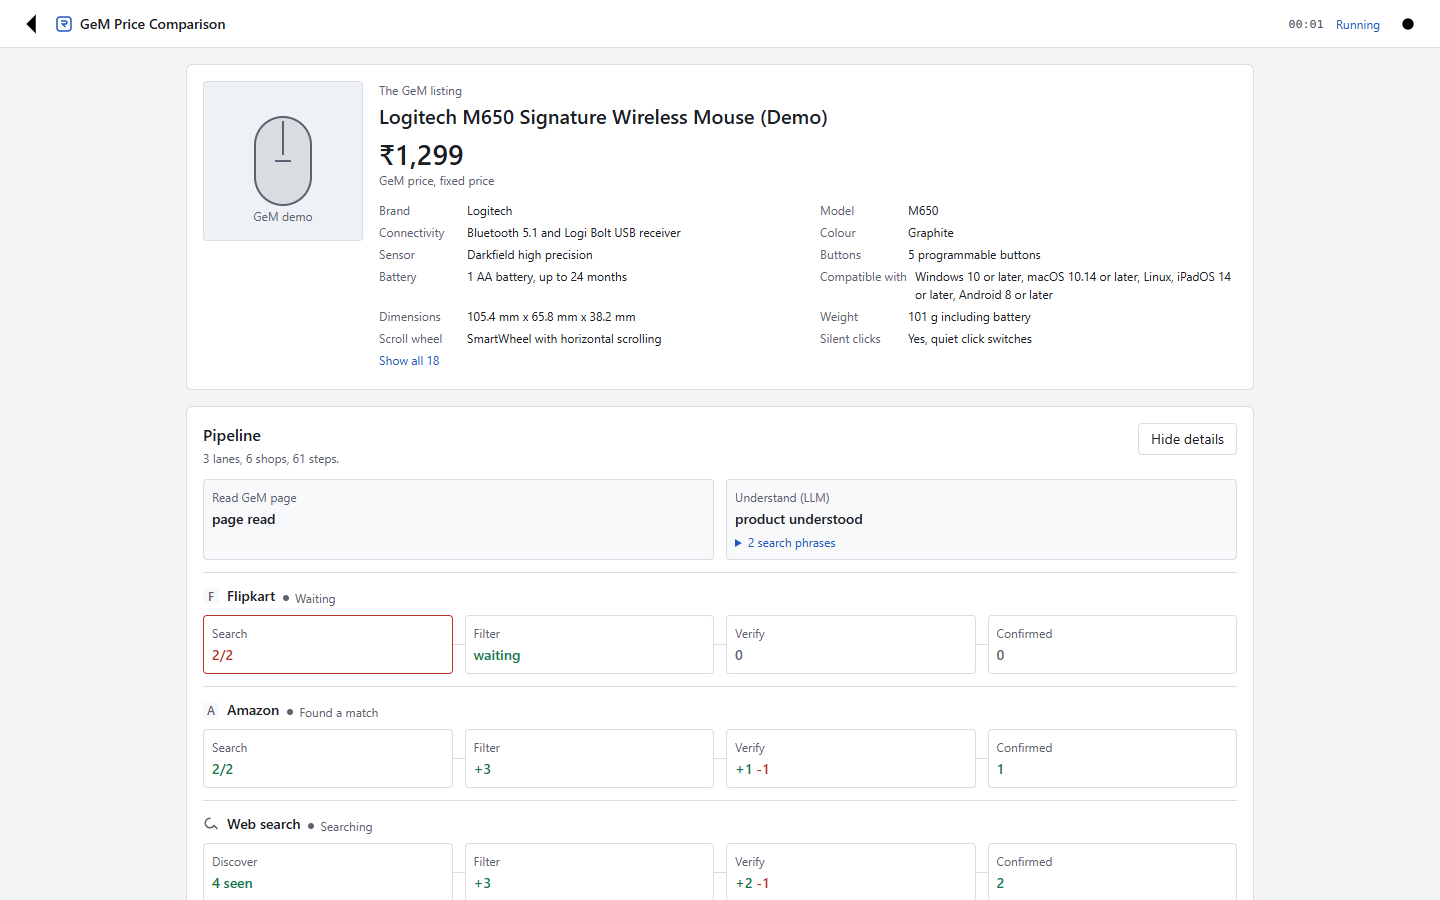 GeM Price Comparison
00:01 Running
The GeM listing
Logitech M650 Signature Wireless Mouse (Demo)
₹1,299
GeM price, fixed price
GeM demo
Brand Logitech Model M650
Connectivity Bluetooth 5.1 and Logi Bolt USB receiver Colour Graphite
Sensor Darkfield high precision Buttons 5 programmable buttons
Battery 1 AA battery, up to 24 months Compatible with Windows 10 or later, macOS 10.14 or later, Linux, iPadOS 14
or later, Android 8 or later
Dimensions 105.4 mm x 65.8 mm x 38.2 mm Weight 101 g including battery
Scroll wheel SmartWheel with horizontal scrolling Silent clicks Yes, quiet click switches
Show all 18
Pipeline
Hide details
3 lanes, 6 shops, 61 steps.
Read GeM page
page read
Understand (LLM)
product understood
2 search phrases
F Flipkart Waiting
Search Filter Verify Confirmed
2/2 waiting 0 0
A Amazon Found a match
Search Filter Verify Confirmed
2/2 +3 +1 -1 1
Web search Searching
Discover Filter Verify Confirmed
4 seen +3 +2 -1 2